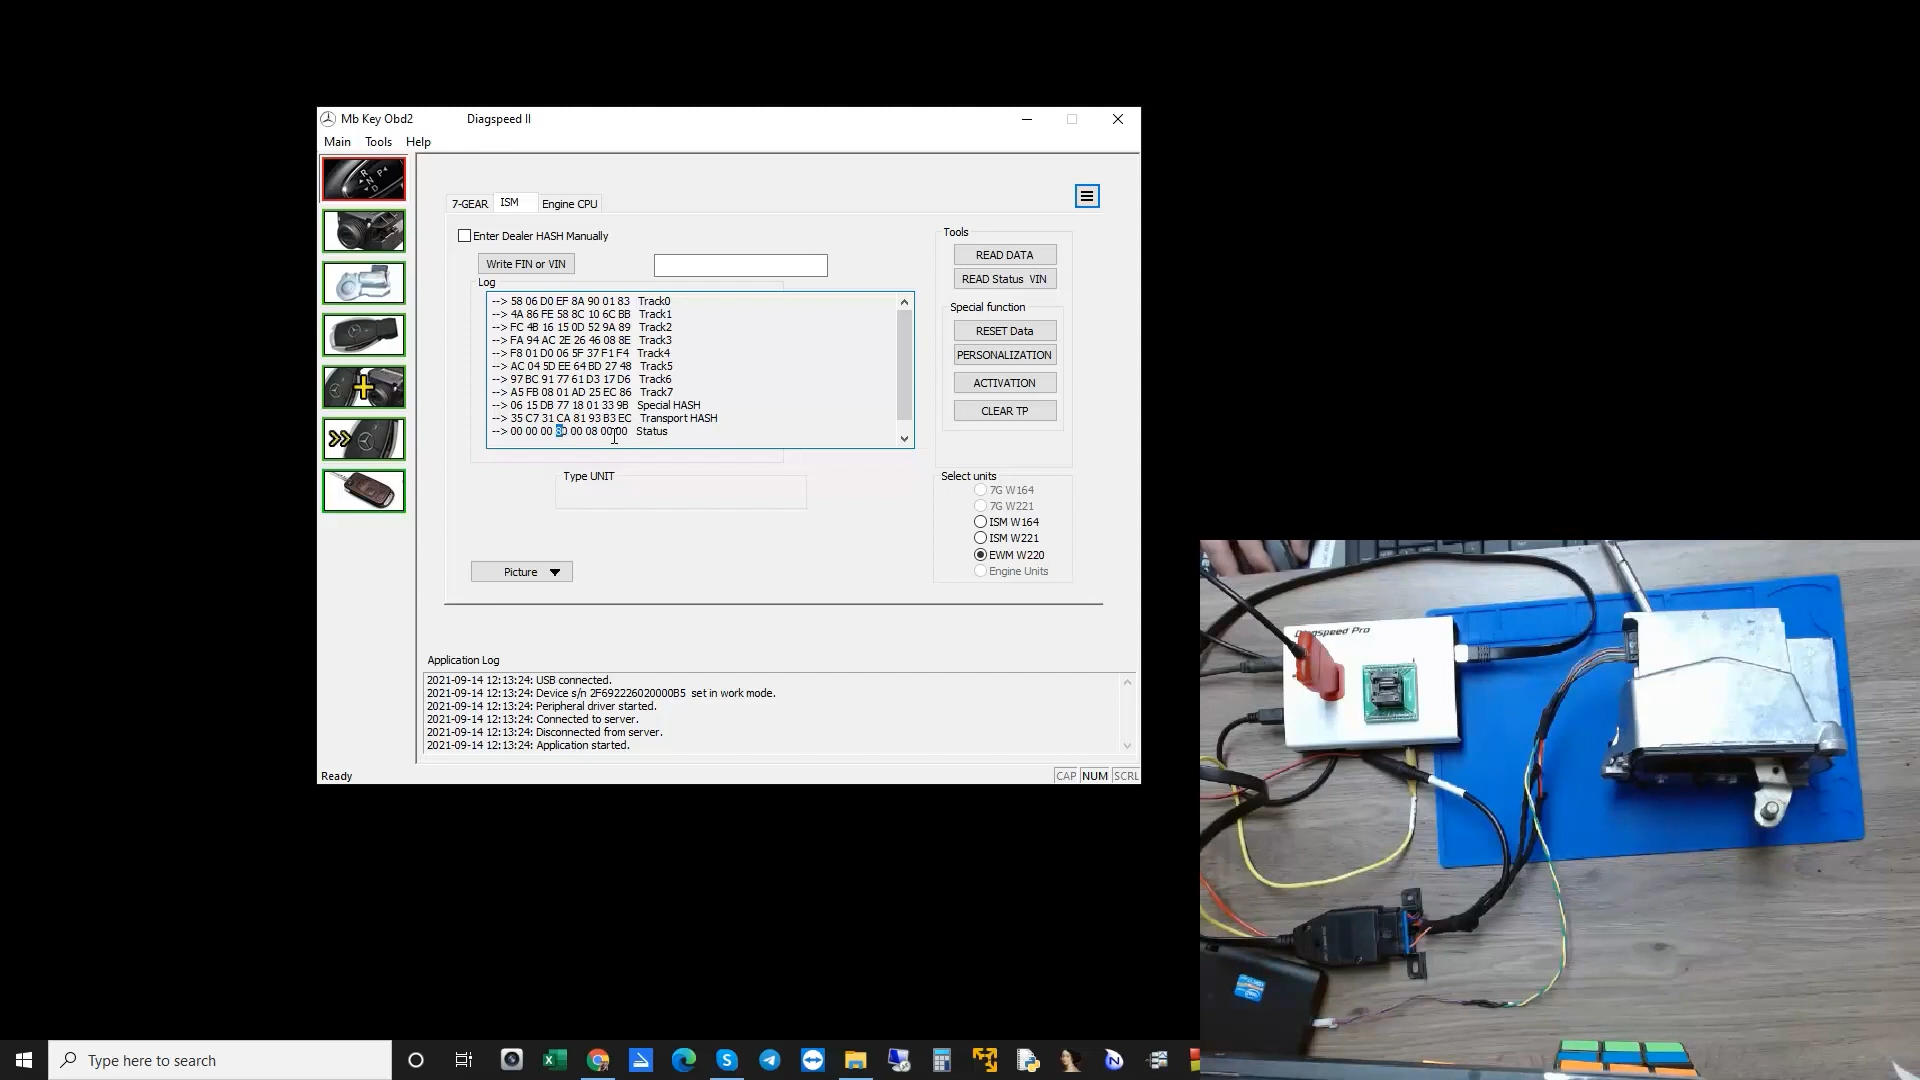 Mb Key Obd2 Diagspeed II
Main Tools Help
7-GEAR ISM Engine CPU
Enter Dealer HASH Manually
Write FIN or VIN
Log
--> 58 06 D0 EF 8A 90 01 83 Track0
--> 4A 86 FE 58 8C 10 6C BB Track1
--> FC 4B 16 15 0D 52 9A 89 Track2
--> FA 94 AC 2E 26 46 08 8E Track3
--> F8 01 D0 06 5F 37 F1 F4 Track4
--> AC 04 5D EE 64 BD 27 48 Track5
--> 97 BC 91 77 61 D3 17 D6 Track6
--> A5 FB 08 01 AD 25 EC 86 Track7
--> 06 15 DB 77 18 01 33 9B Special HASH
--> 35 C7 31 CA 81 93 B3 EC Transport HASH
--> 00 00 00 80 00 08 00 00 Status
Type UNIT
Picture
Tools
READ DATA
READ Status VIN
Special function
RESET Data
PERSONALIZATION
ACTIVATION
CLEAR TP
Select units
7G W164
7G W221
ISM W164
ISM W221
EWM W220
Engine Units
Application Log
2021-09-14 12:13:24: USB connected.
2021-09-14 12:13:24: Device s/n 2F692226020000B5 set in work mode.
2021-09-14 12:13:24: Peripheral driver started.
2021-09-14 12:13:24: Connected to server.
2021-09-14 12:13:24: Disconnected from server.
2021-09-14 12:13:24: Application started.
Ready CAP NUM SCRL
Diagspeed Pro
Type here to search